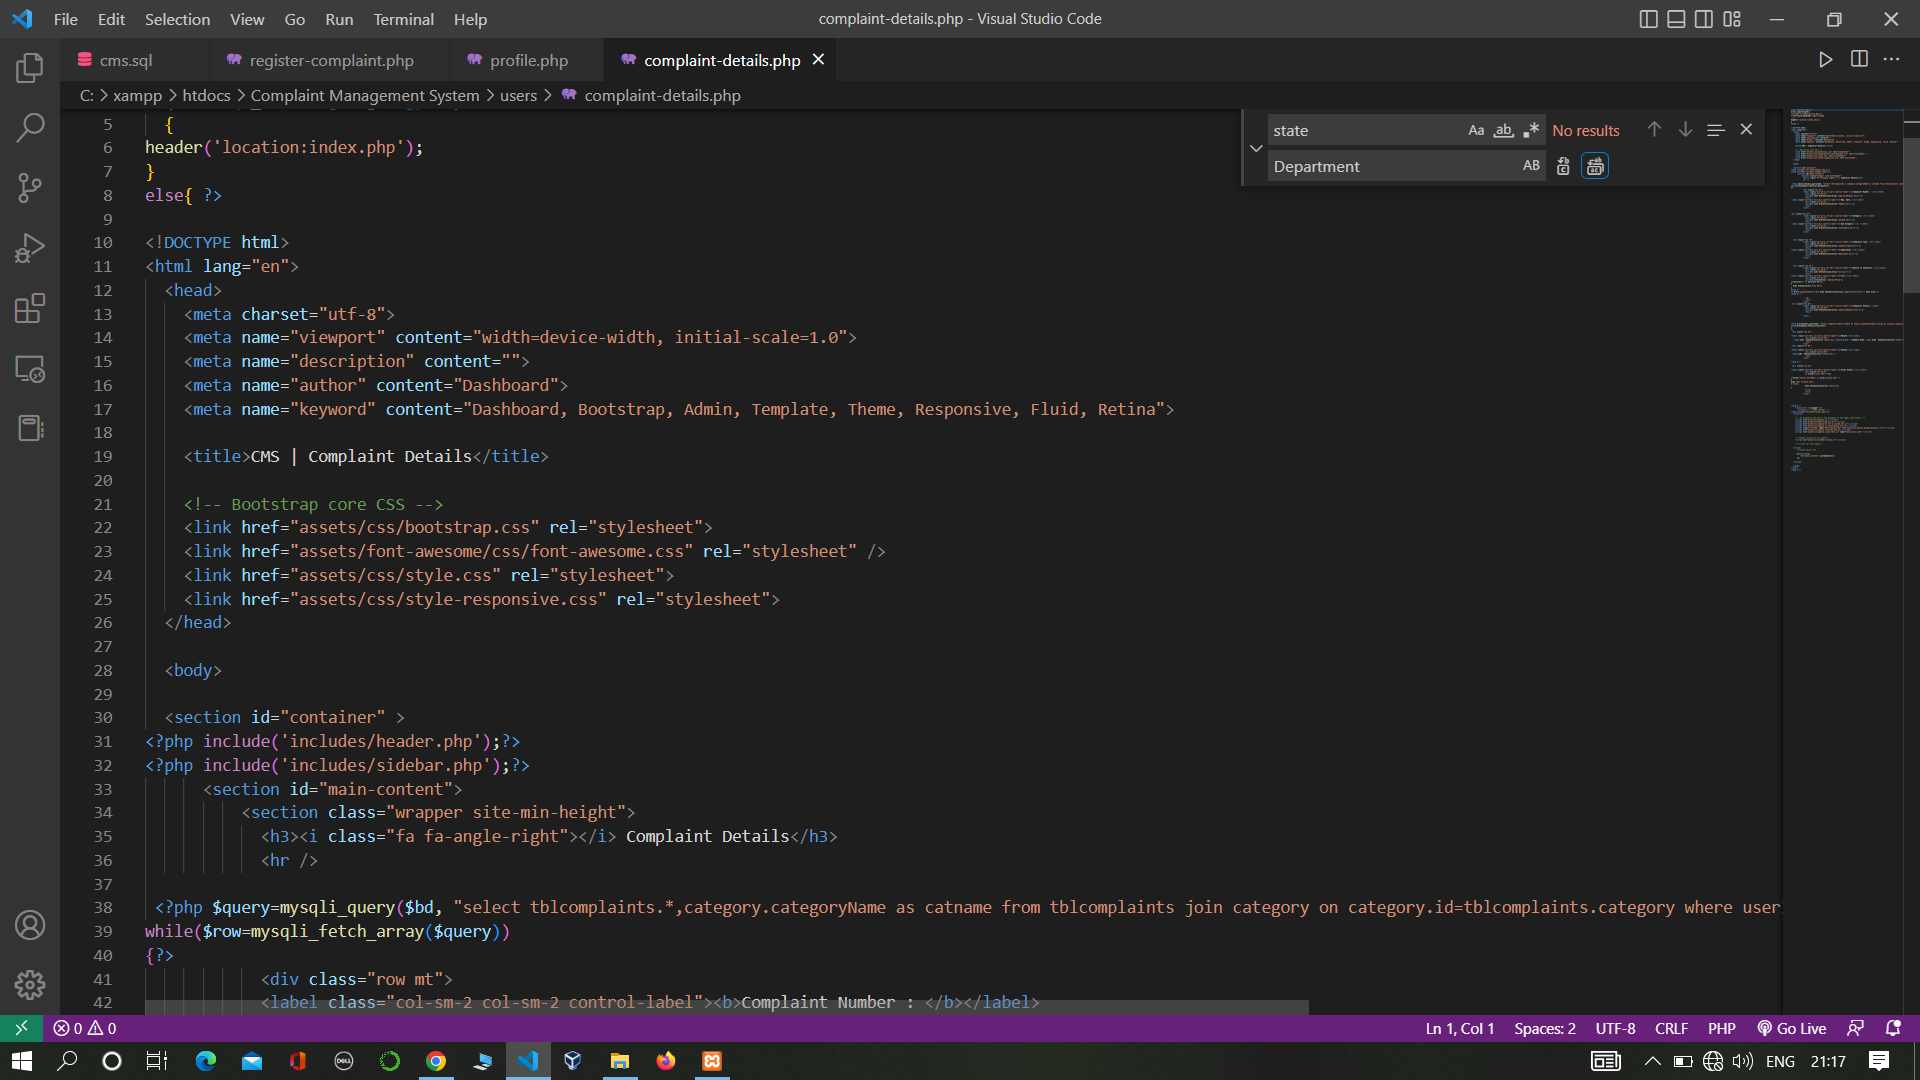 File Edit Selection View Go Run Terminal Help
complaint-details.php - Visual Studio Code
cms.sql register-complaint.php profile.php complaint-details.php
C: > xampp > htdocs > Complaint Management System > users > complaint-details.php
state Aa ab No results
Department AB
5 {
6 header('location:index.php');
7 }
8 else{ ?>
9
10 <!DOCTYPE html>
11 <html lang="en">
12 <head>
13 <meta charset="utf-8">
14 <meta name="viewport" content="width=device-width, initial-scale=1.0">
15 <meta name="description" content="">
16 <meta name="author" content="Dashboard">
17 <meta name="keyword" content="Dashboard, Bootstrap, Admin, Template, Theme, Responsive, Fluid, Retina">
18
19 <title>CMS | Complaint Details</title>
20
21 <!-- Bootstrap core CSS -->
22 <link href="assets/css/bootstrap.css" rel="stylesheet">
23 <link href="assets/font-awesome/css/font-awesome.css" rel="stylesheet" />
24 <link href="assets/css/style.css" rel="stylesheet">
25 <link href="assets/css/style-responsive.css" rel="stylesheet">
26 </head>
27
28 <body>
29
30 <section id="container" >
31 <?php include('includes/header.php');?>
32 <?php include('includes/sidebar.php');?>
33 <section id="main-content">
34 <section class="wrapper site-min-height">
35 <h3><i class="fa fa-angle-right"></i> Complaint Details</h3>
36 <hr />
37
38 <?php $query=mysqli_query($bd, "select tblcomplaints.*,category.categoryName as catname from tblcomplaints join category on category.id=tblcomplaints.category where user
39 while($row=mysqli_fetch_array($query))
40 {?>
41 <div class="row mt">
42 <label class="col-sm-2 col-sm-2 control-label"><b>Complaint Number : </b></label>
0 0
Ln 1, Col 1 Spaces: 2 UTF-8 CRLF PHP Go Live
DELL
ENG 21:17